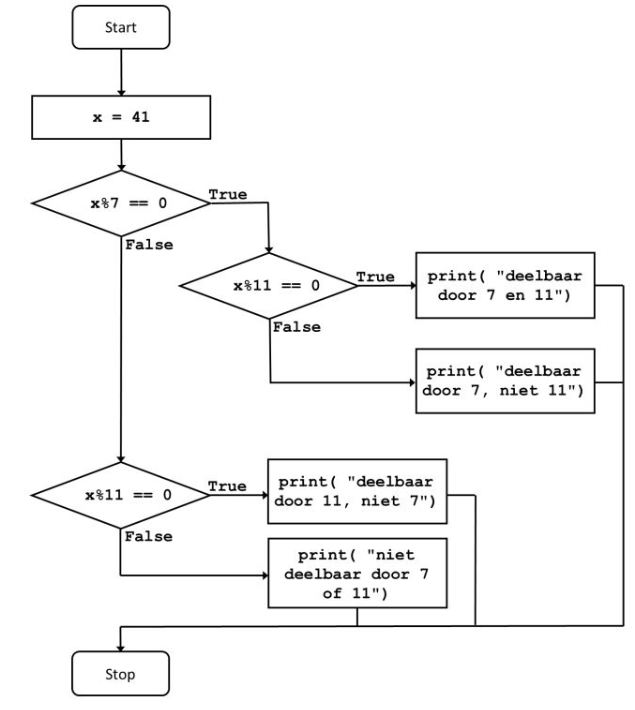 Start
x = 41
x%7 == 0
True
False
x%11 == 0
True
False
print( "deelbaar
door 7 en 11")
print( "deelbaar
door 7, niet 11")
x%11 == 0
True
False
print( "deelbaar
door 11, niet 7")
print( "niet
deelbaar door 7
of 11")
Stop